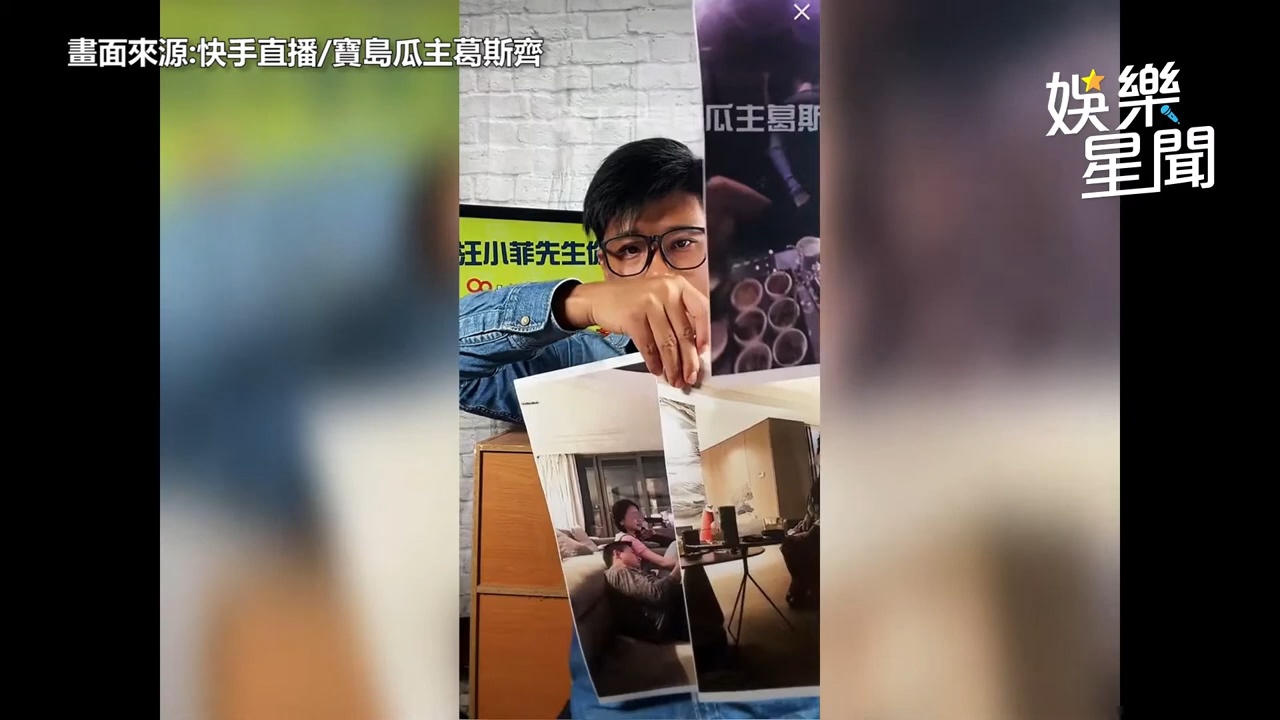 畫面來源:快手直播/寶島瓜主葛斯齊
娛樂
星聞
瓜主葛斯
汪小菲先生